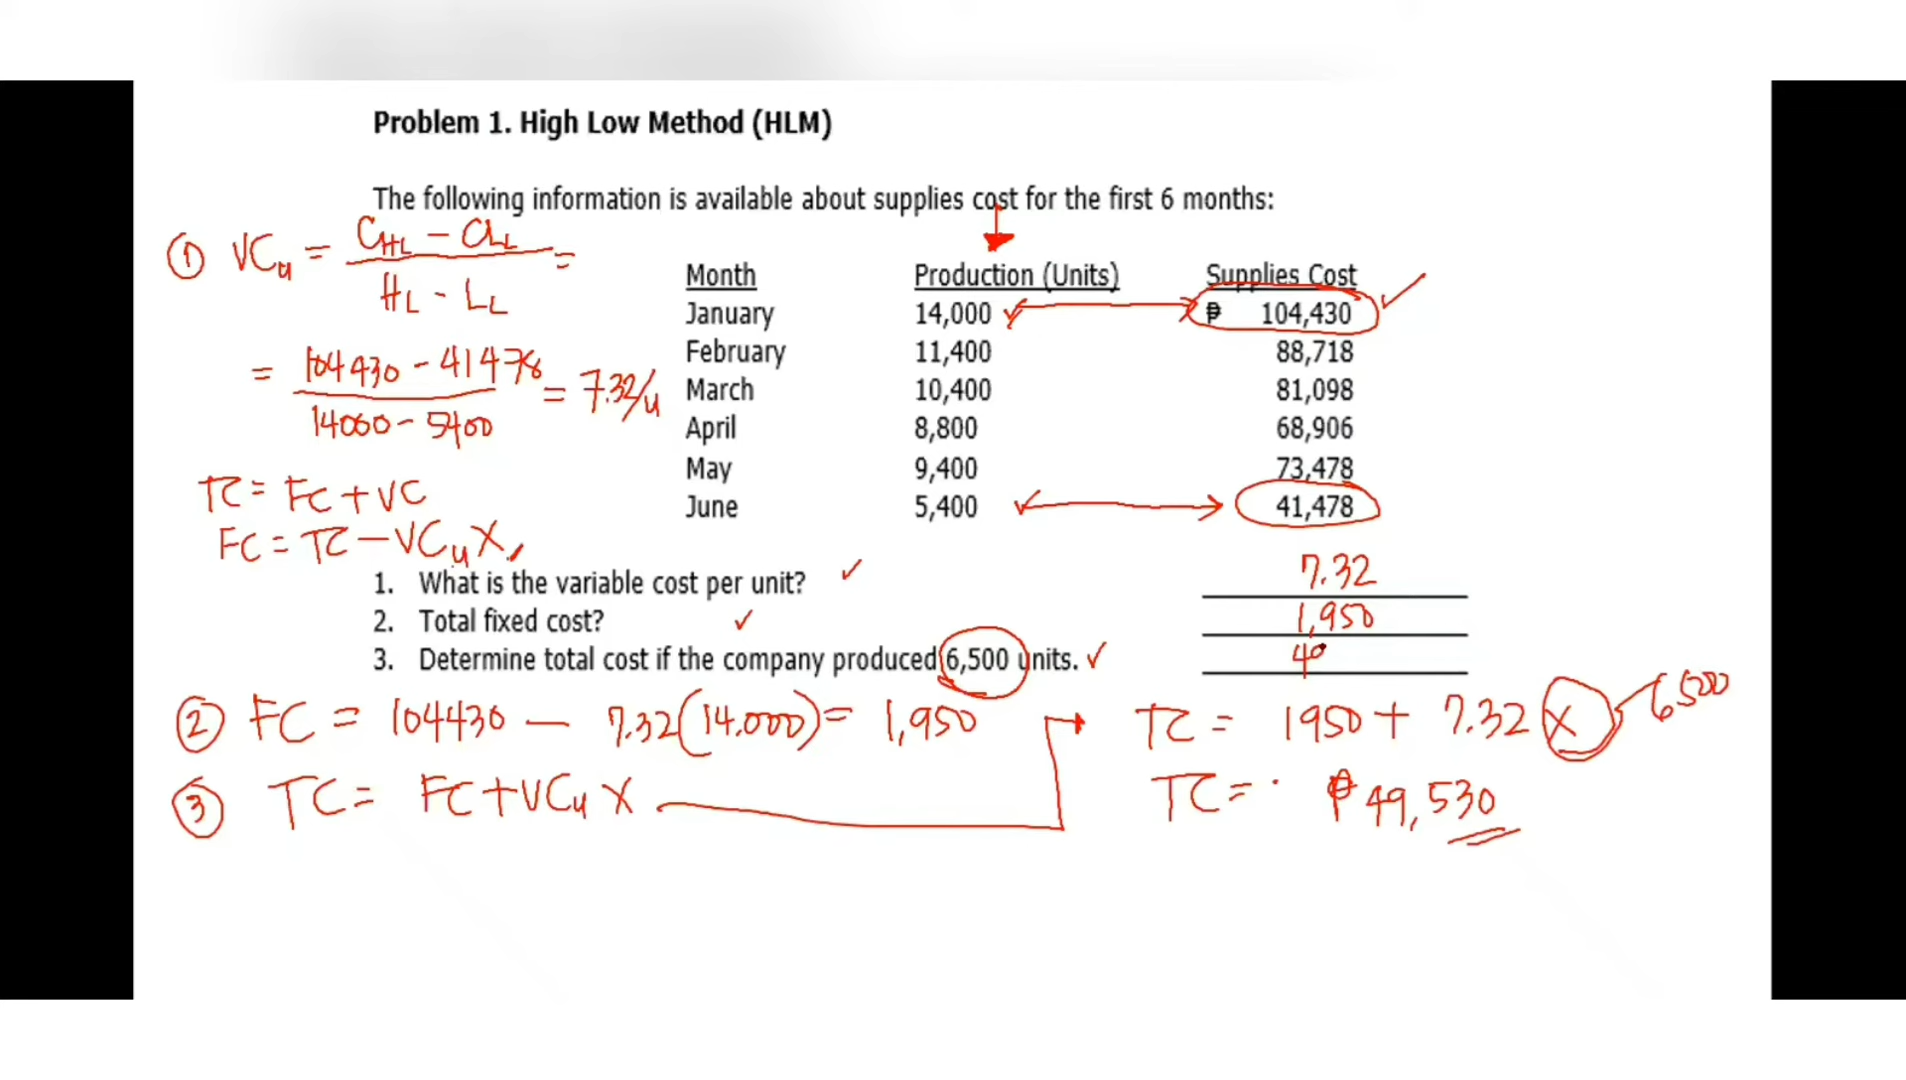 Problem 1. High Low Method (HLM)
The following information is available about supplies cost for the first 6 months:
① VCu = CHL - CLL =
HL - LL
Month Production (Units) Supplies Cost
January 14,000 ₱ 104,430
February 11,400 88,718
March 10,400 81,098
April 8,800 68,906
May 9,400 73,478
June 5,400 41,478
= 104430 - 41478 = 7.32/u
14000 - 5400
TC = FC + VC
FC = TC - VCu X
1. What is the variable cost per unit? ✓ 7.32
2. Total fixed cost? ✓ 1,950
3. Determine total cost if the company produced 6,500 units. ✓ 49
② FC = 104430 - 7.32(14.000) = 1,950
③ TC = FC + VCu X
TC = 1950 + 7.32 X 6500
TC = ₱ 49,530